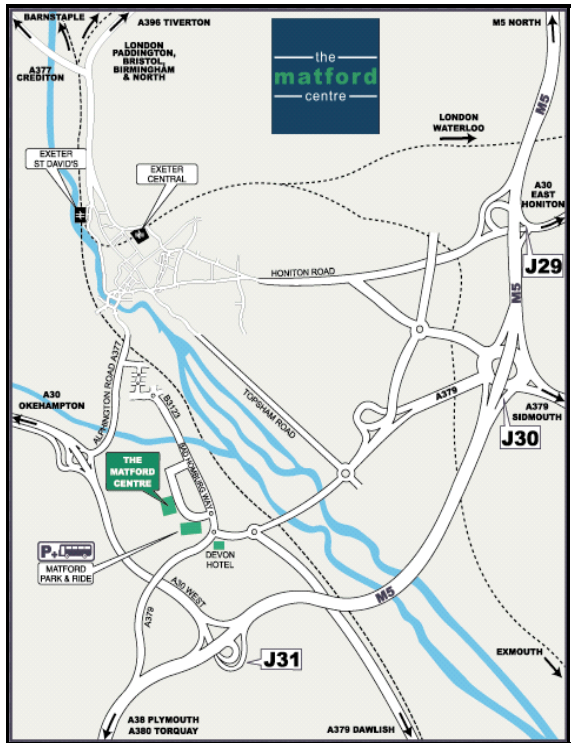 BARNSTAPLE
A396 TIVERTON
M5 NORTH
LONDON
PADDINGTON,
BRISTOL,
BIRMINGHAM
& NORTH
A377
CREDITON
the
matford
centre
M5
LONDON
WATERLOO
EXETER
ST DAVID'S
EXETER
CENTRAL
A30
EAST
HONITON
J29
HONITON ROAD
M5
A30
OKEHAMPTON
ALPHINGTON ROAD A377
B3123
TOPSHAM ROAD
A379
A379
SIDMOUTH
J30
THE
MATFORD
CENTRE
BAD HOMBURG WAY
P+
MATFORD
PARK & RIDE
DEVON
HOTEL
A30 WEST
A379
M5
J31
EXMOUTH
A38 PLYMOUTH
A380 TORQUAY
A379 DAWLISH